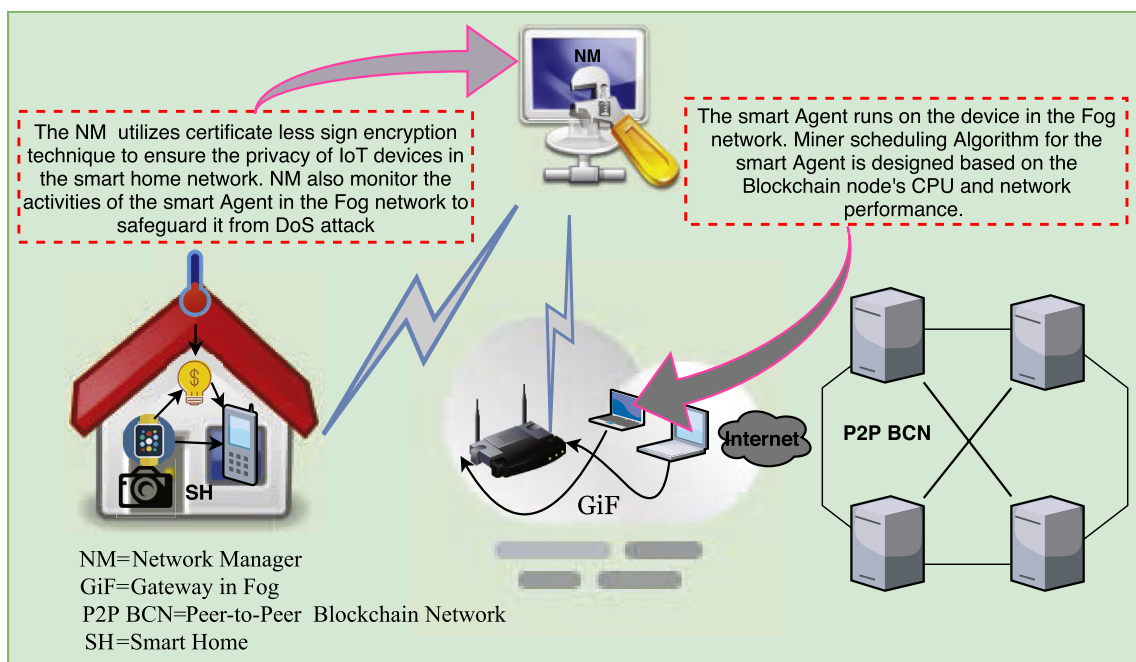 NM
The NM utilizes certificate less sign encryption
technique to ensure the privacy of IoT devices in
the smart home network. NM also monitor the
activities of the smart Agent in the Fog network to
safeguard it from DoS attack
The smart Agent runs on the device in the Fog
network. Miner scheduling Algorithm for the
smart Agent is designed based on the
Blockchain node's CPU and network
performance.
$
SH
GiF
Internet
P2P BCN
NM=Network Manager
GiF=Gateway in Fog
P2P BCN=Peer-to-Peer Blockchain Network
SH=Smart Home